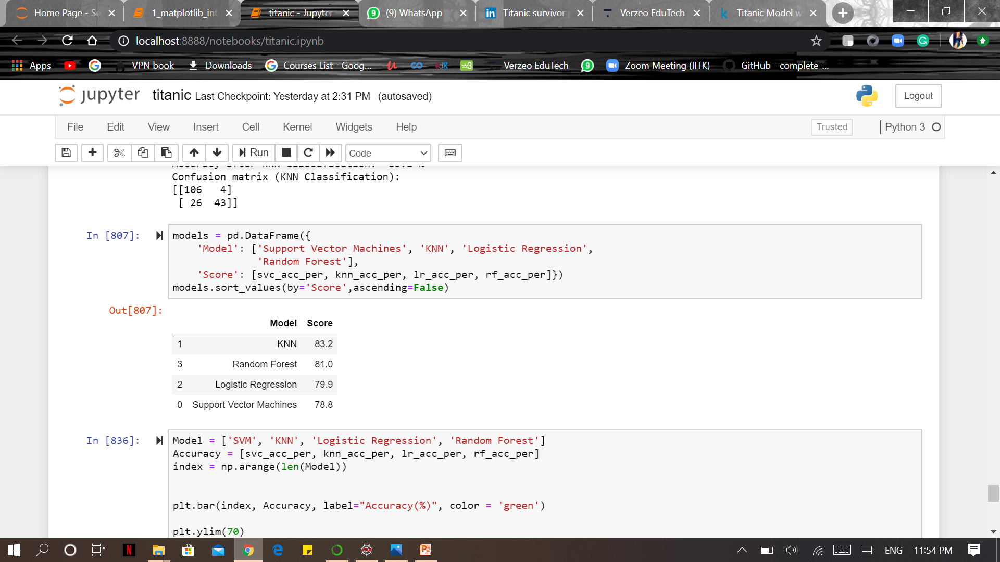 Home Page - Se
1_matplotlib_int
titanic - Jupyter
(9) WhatsApp
Titanic survivor
Verzeo EduTech
Titanic Model w
localhost:8888/notebooks/titanic.ipynb
Apps
VPN book
Downloads
Courses List - Goog...
Verzeo EduTech
Zoom Meeting (IITK)
GitHub - complete-...
jupyter titanic Last Checkpoint: Yesterday at 2:31 PM (autosaved)
Logout
File Edit View Insert Cell Kernel Widgets Help
Trusted
Python 3
Run
Code
Confusion matrix (KNN Classification):
[[106   4]
 [ 26  43]]
In [807]:
models = pd.DataFrame({
    'Model': ['Support Vector Machines', 'KNN', 'Logistic Regression',
              'Random Forest'],
    'Score': [svc_acc_per, knn_acc_per, lr_acc_per, rf_acc_per]})
models.sort_values(by='Score',ascending=False)
Out[807]:
Model Score
1 KNN 83.2
3 Random Forest 81.0
2 Logistic Regression 79.9
0 Support Vector Machines 78.8
In [836]:
Model = ['SVM', 'KNN', 'Logistic Regression', 'Random Forest']
Accuracy = [svc_acc_per, knn_acc_per, lr_acc_per, rf_acc_per]
index = np.arange(len(Model))
plt.bar(index, Accuracy, label="Accuracy(%)", color = 'green')
plt.ylim(70)
ENG 11:54 PM